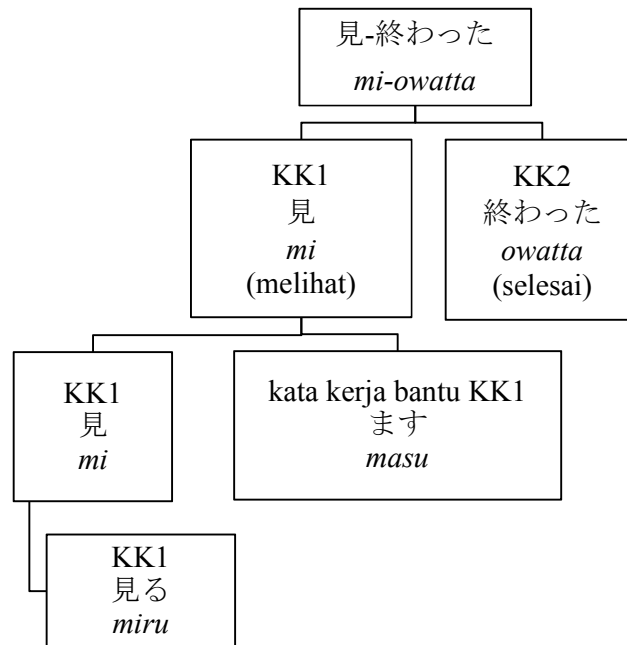 見-終わった
mi-owatta
KK1
見
mi
(melihat)
KK2
終わった
owatta
(selesai)
KK1
見
mi
kata kerja bantu KK1
ます
masu
KK1
見る
miru